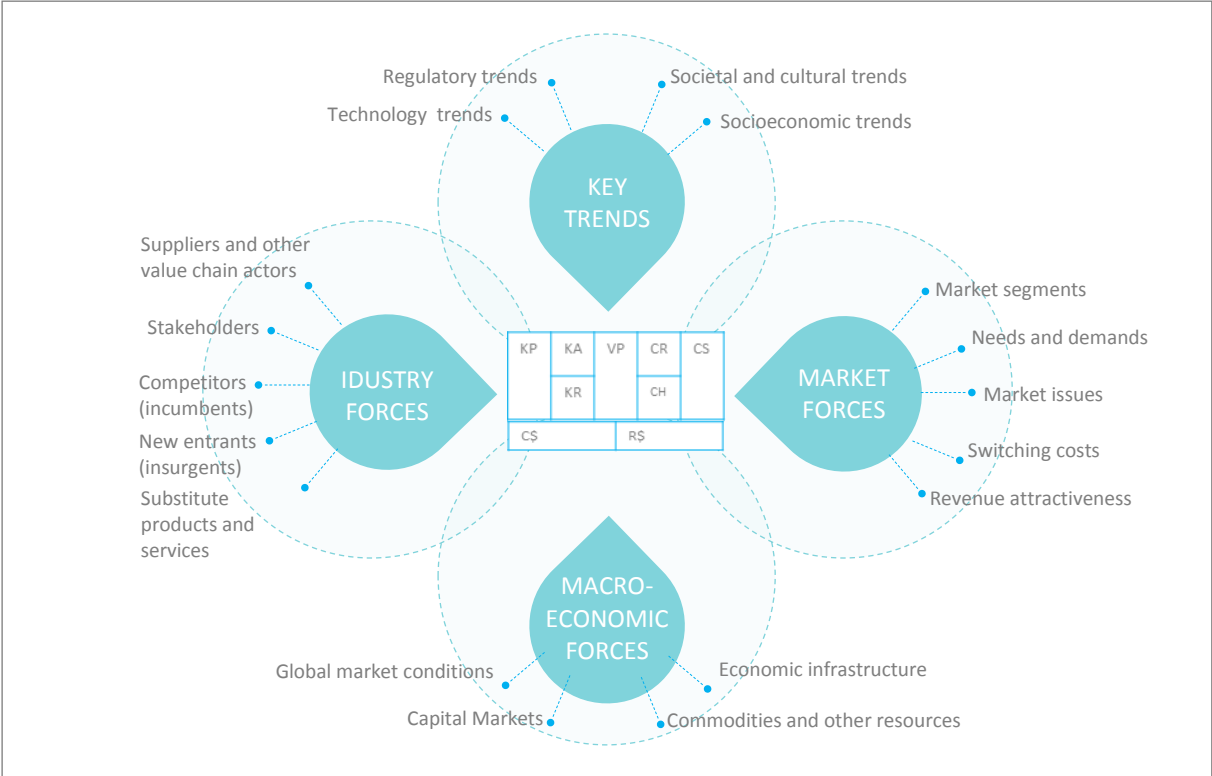 Regulatory trends
Societal and cultural trends
Technology trends
Socioeconomic trends
KEY
TRENDS
Suppliers and other
value chain actors
Stakeholders
Competitors
(incumbents)
New entrants
(insurgents)
Substitute
products and
services
IDUSTRY
FORCES
KP
KA
VP
CR
CS
KR
CH
C$
R$
MARKET
FORCES
Market segments
Needs and demands
Market issues
Switching costs
Revenue attractiveness
MACRO-
ECONOMIC
FORCES
Global market conditions
Economic infrastructure
Capital Markets
Commodities and other resources